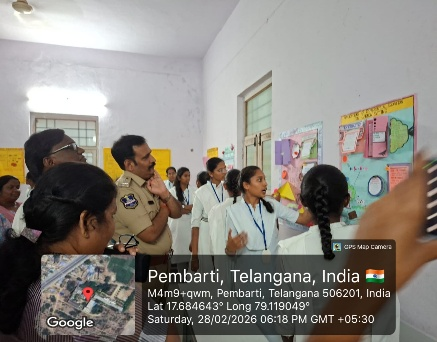 GPS Map Camera
Pembarti, Telangana, India
M4m9+qwm, Pembarti, Telangana 506201, India
Lat 17.684643° Long 79.119049°
Saturday, 28/02/2026 06:18 PM GMT +05:30
Google